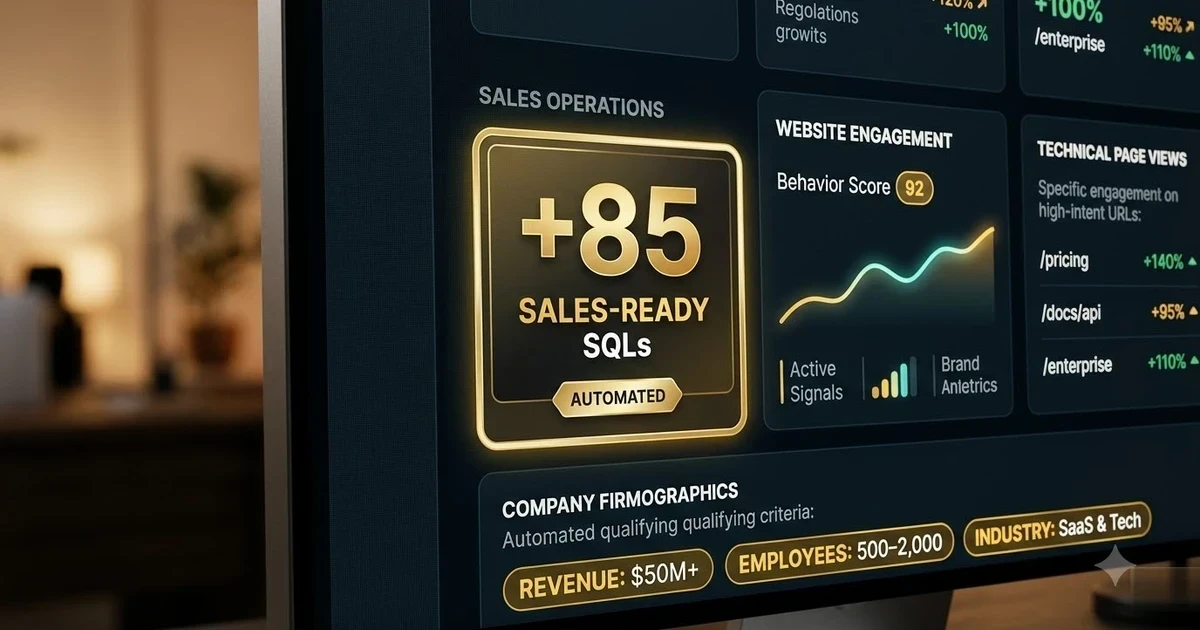 Regolations
growits
+120%
+100%
+100%
/enterprise
+95%
+110%
SALES OPERATIONS
+85
SALES-READY
SQLs
AUTOMATED
WEBSITE ENGAGEMENT
Behavior Score 92
Active
Signals
Brand
Anletrics
TECHNICAL PAGE VIEWS
Specific engagement on
high-intent URLs:
/pricing +140%
/docs/api +95%
/enterprise +110%
COMPANY FIRMOGRAPHICS
Automated qualifying qualifying criteria:
REVENUE: $50M+
EMPLOYEES: 500–2,000
INDUSTRY: SaaS & Tech